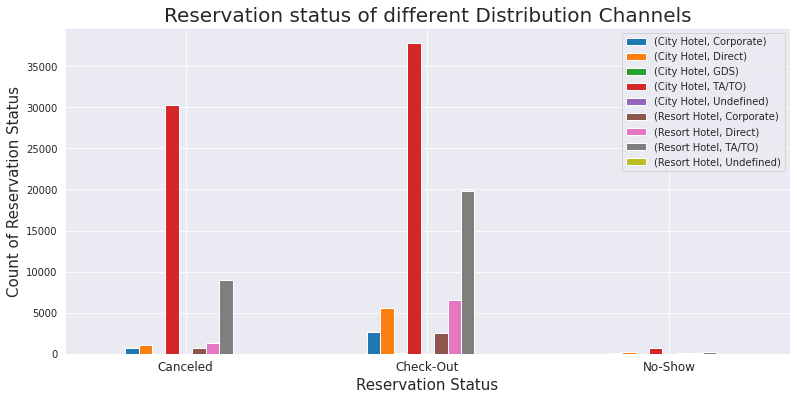 Reservation status of different Distribution Channels
Count of Reservation Status
35000
30000
25000
20000
15000
10000
5000
0
(City Hotel, Corporate)
(City Hotel, Direct)
(City Hotel, GDS)
(City Hotel, TA/TO)
(City Hotel, Undefined)
(Resort Hotel, Corporate)
(Resort Hotel, Direct)
(Resort Hotel, TA/TO)
(Resort Hotel, Undefined)
Canceled
Check-Out
No-Show
Reservation Status